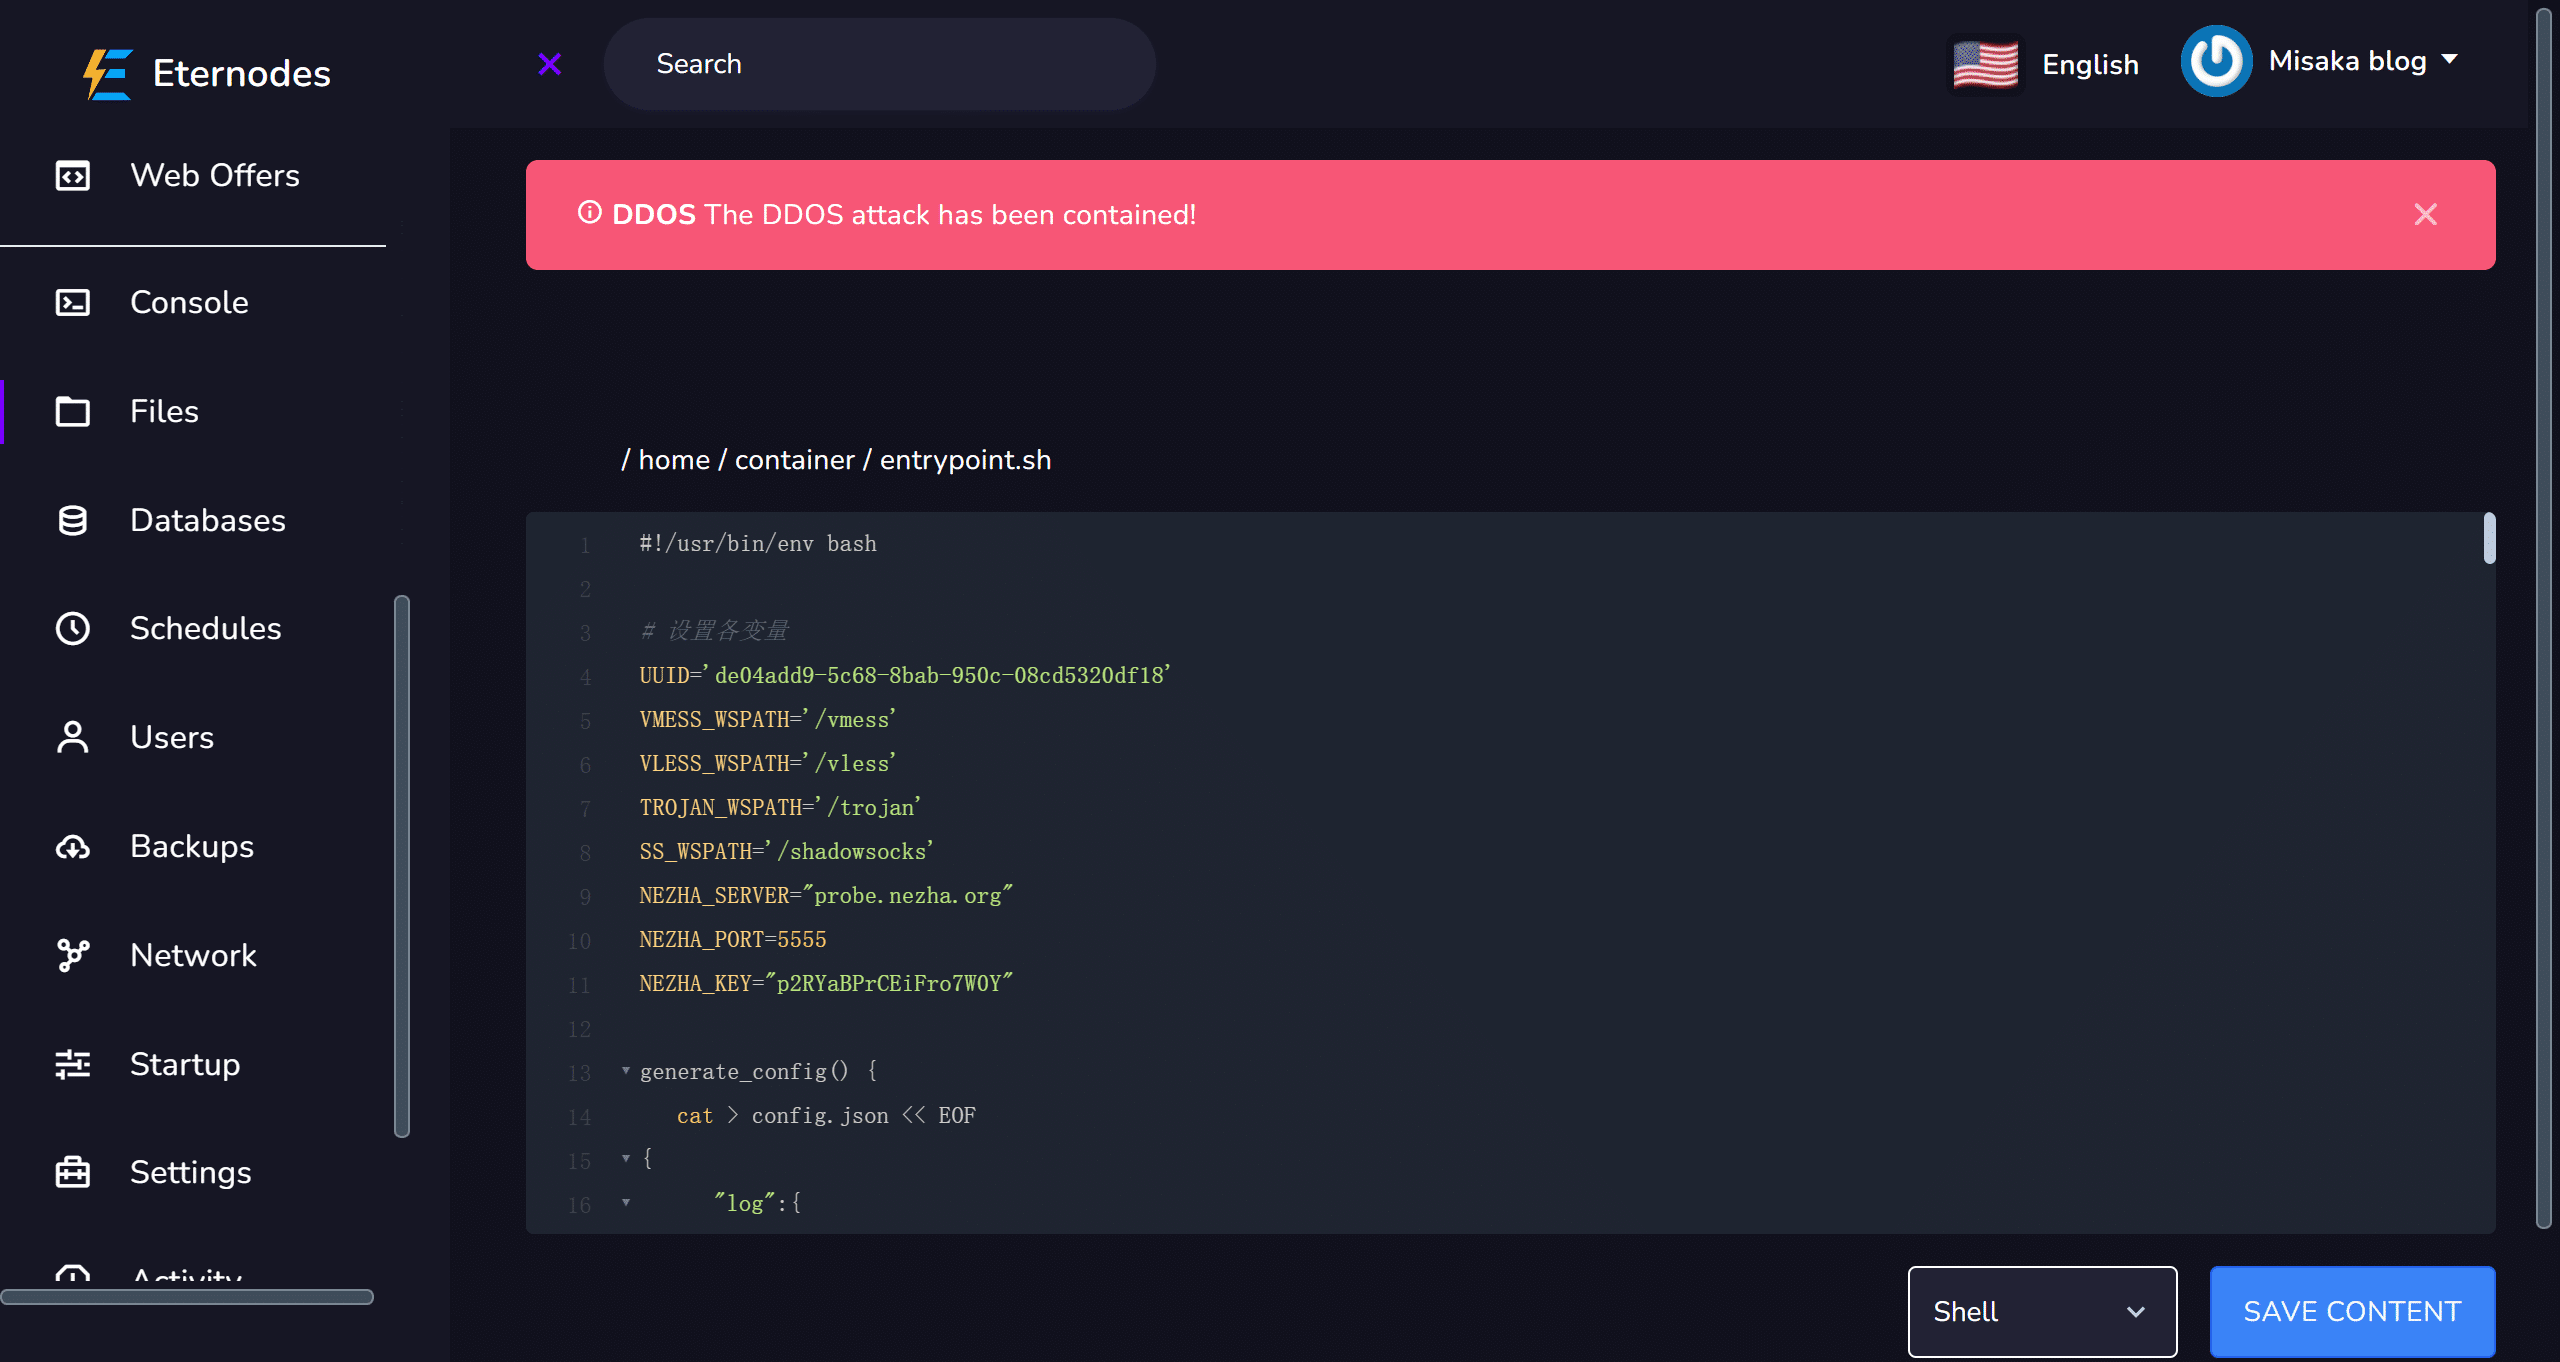 Eternodes
Search
English
Misaka blog
Web Offers
Console
Files
Databases
Schedules
Users
Backups
Network
Startup
Settings
Activity
DDOS The DDOS attack has been contained!
/ home / container / entrypoint.sh
1 #!/usr/bin/env bash
2
3 # 设置各变量
4 UUID='de04add9-5c68-8bab-950c-08cd5320df18'
5 VMESS_WSPATH='/vmess'
6 VLESS_WSPATH='/vless'
7 TROJAN_WSPATH='/trojan'
8 SS_WSPATH='/shadowsocks'
9 NEZHA_SERVER="probe.nezha.org"
10 NEZHA_PORT=5555
11 NEZHA_KEY="p2RYaBPrCEiFro7W0Y"
12
13 generate_config() {
14 cat > config.json << EOF
15 {
16 "log":{
Shell
SAVE CONTENT